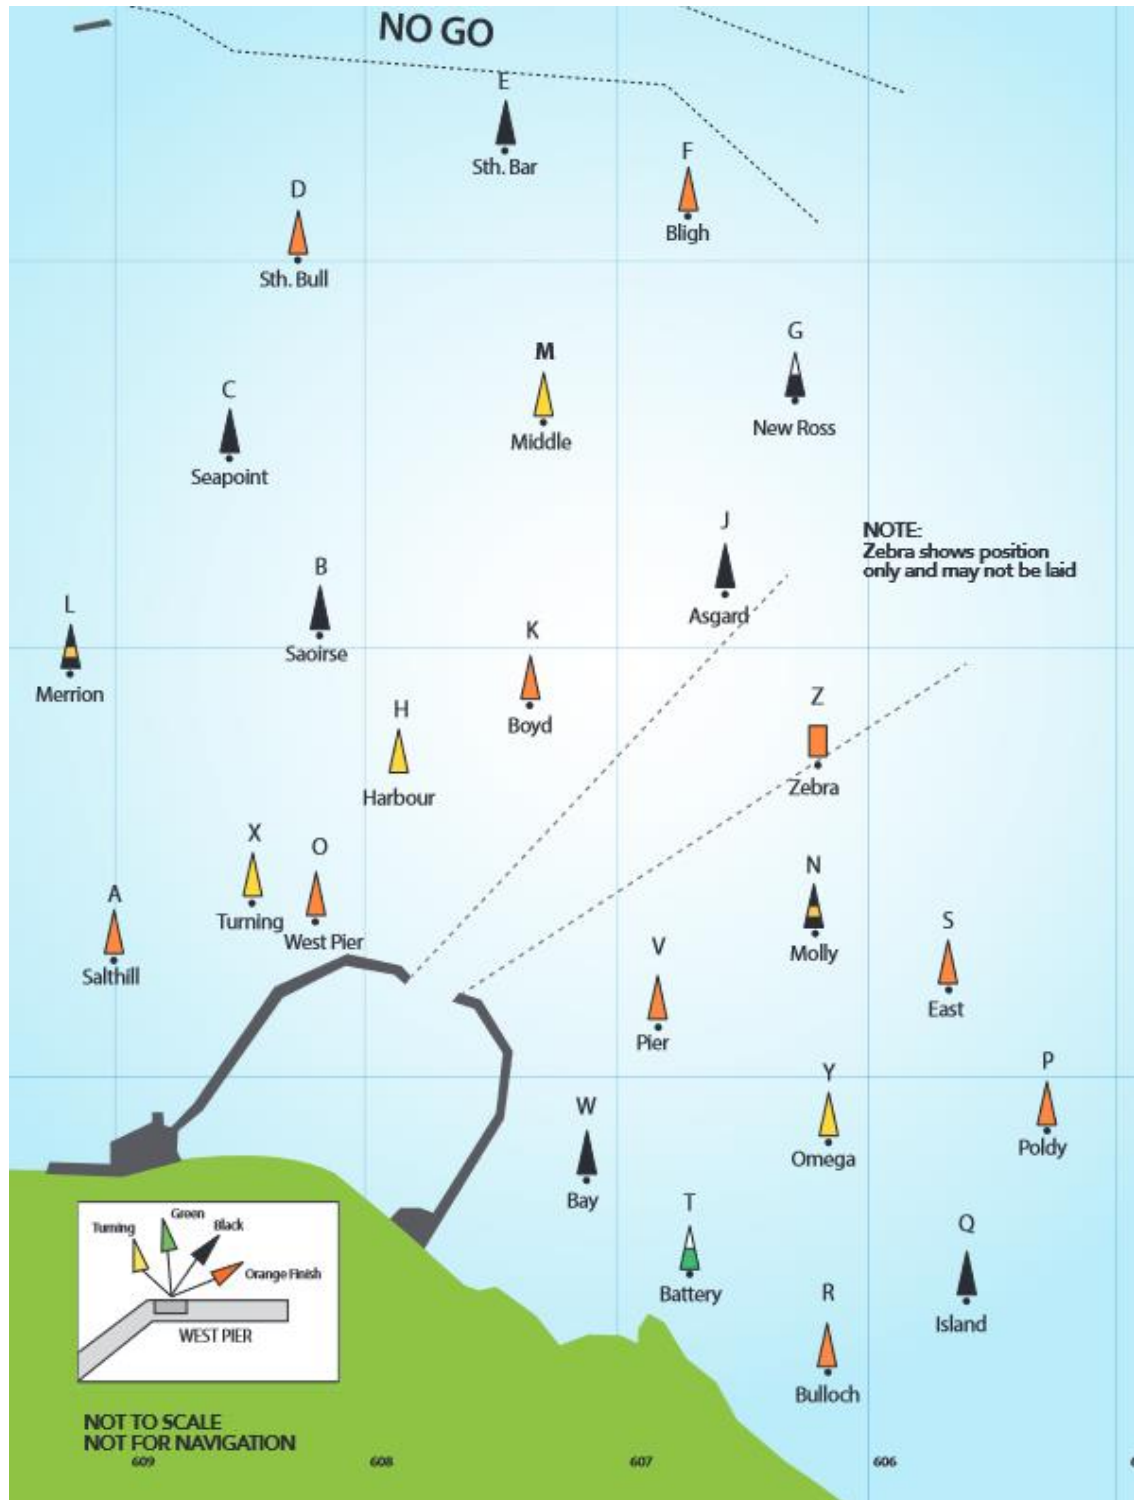 NO GO
E
Sth. Bar
F
Bligh
D
Sth. Bull
G
New Ross
M
Middle
C
Seapoint
J
Asgard
NOTE:
Zebra shows position
only and may not be laid
B
Saoirse
L
Merrion
K
Boyd
H
Harbour
Z
Zebra
X
Turning
O
West Pier
A
Salthill
N
Molly
S
East
V
Pier
Y
Omega
P
Poldy
W
Bay
T
Battery
Q
Island
R
Bulloch
Turning
Green
Black
Orange Finish
WEST PIER
NOT TO SCALE
NOT FOR NAVIGATION
609
608
607
606